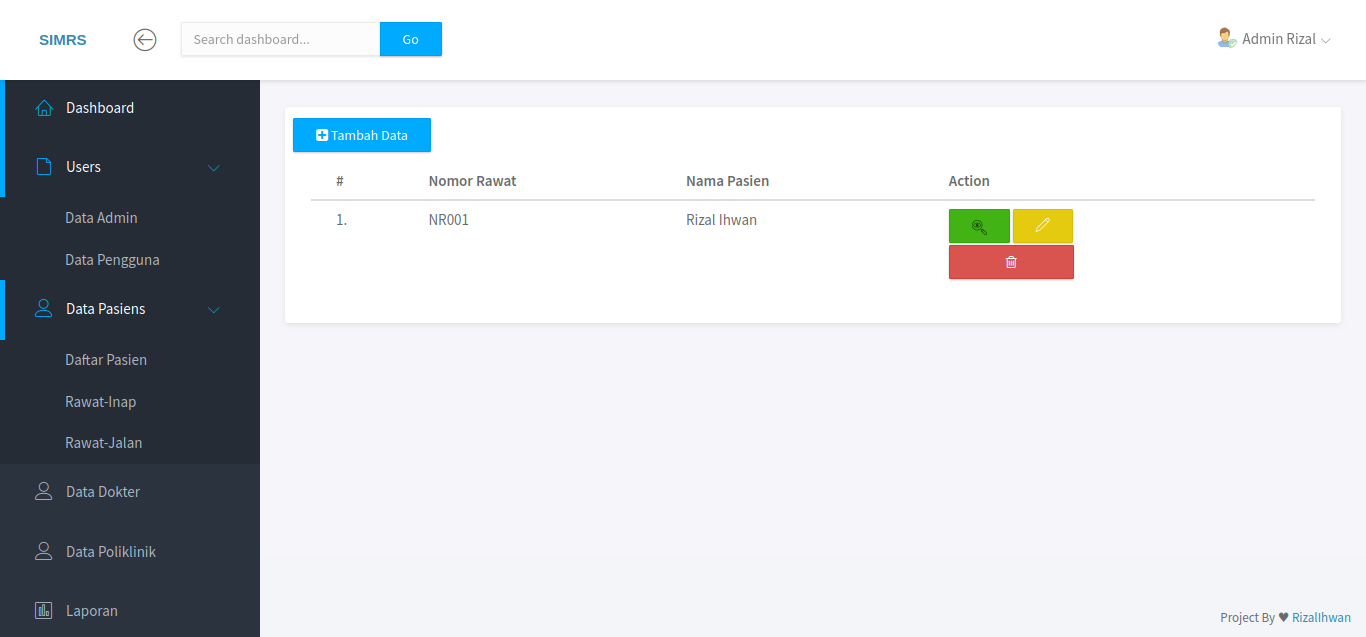 SIMRS
Search dashboard...
Go
Admin Rizal
Dashboard
Users
Data Admin
Data Pengguna
Data Pasiens
Daftar Pasien
Rawat-Inap
Rawat-Jalan
Data Dokter
Data Poliklinik
Laporan
Tambah Data
# Nomor Rawat Nama Pasien Action
1. NR001 Rizal Ihwan
Project By ♥ RizalIhwan